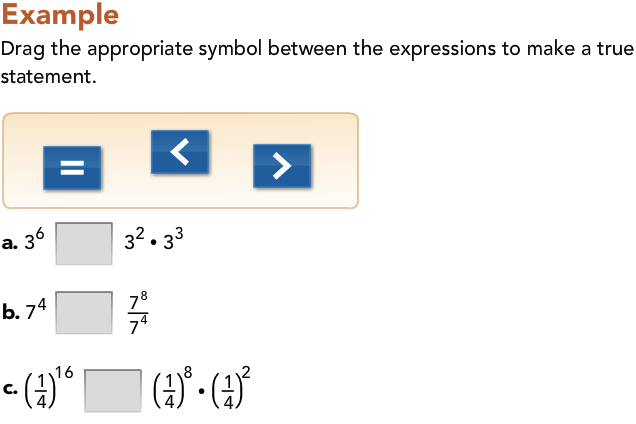 Example
Drag the appropriate symbol between the expressions to make a true
statement.
= < >
a. 3⁶ 3² • 3³
b. 7⁴ 7⁸/7⁴
c. (1/4)¹⁶ (1/4)⁸ • (1/4)²